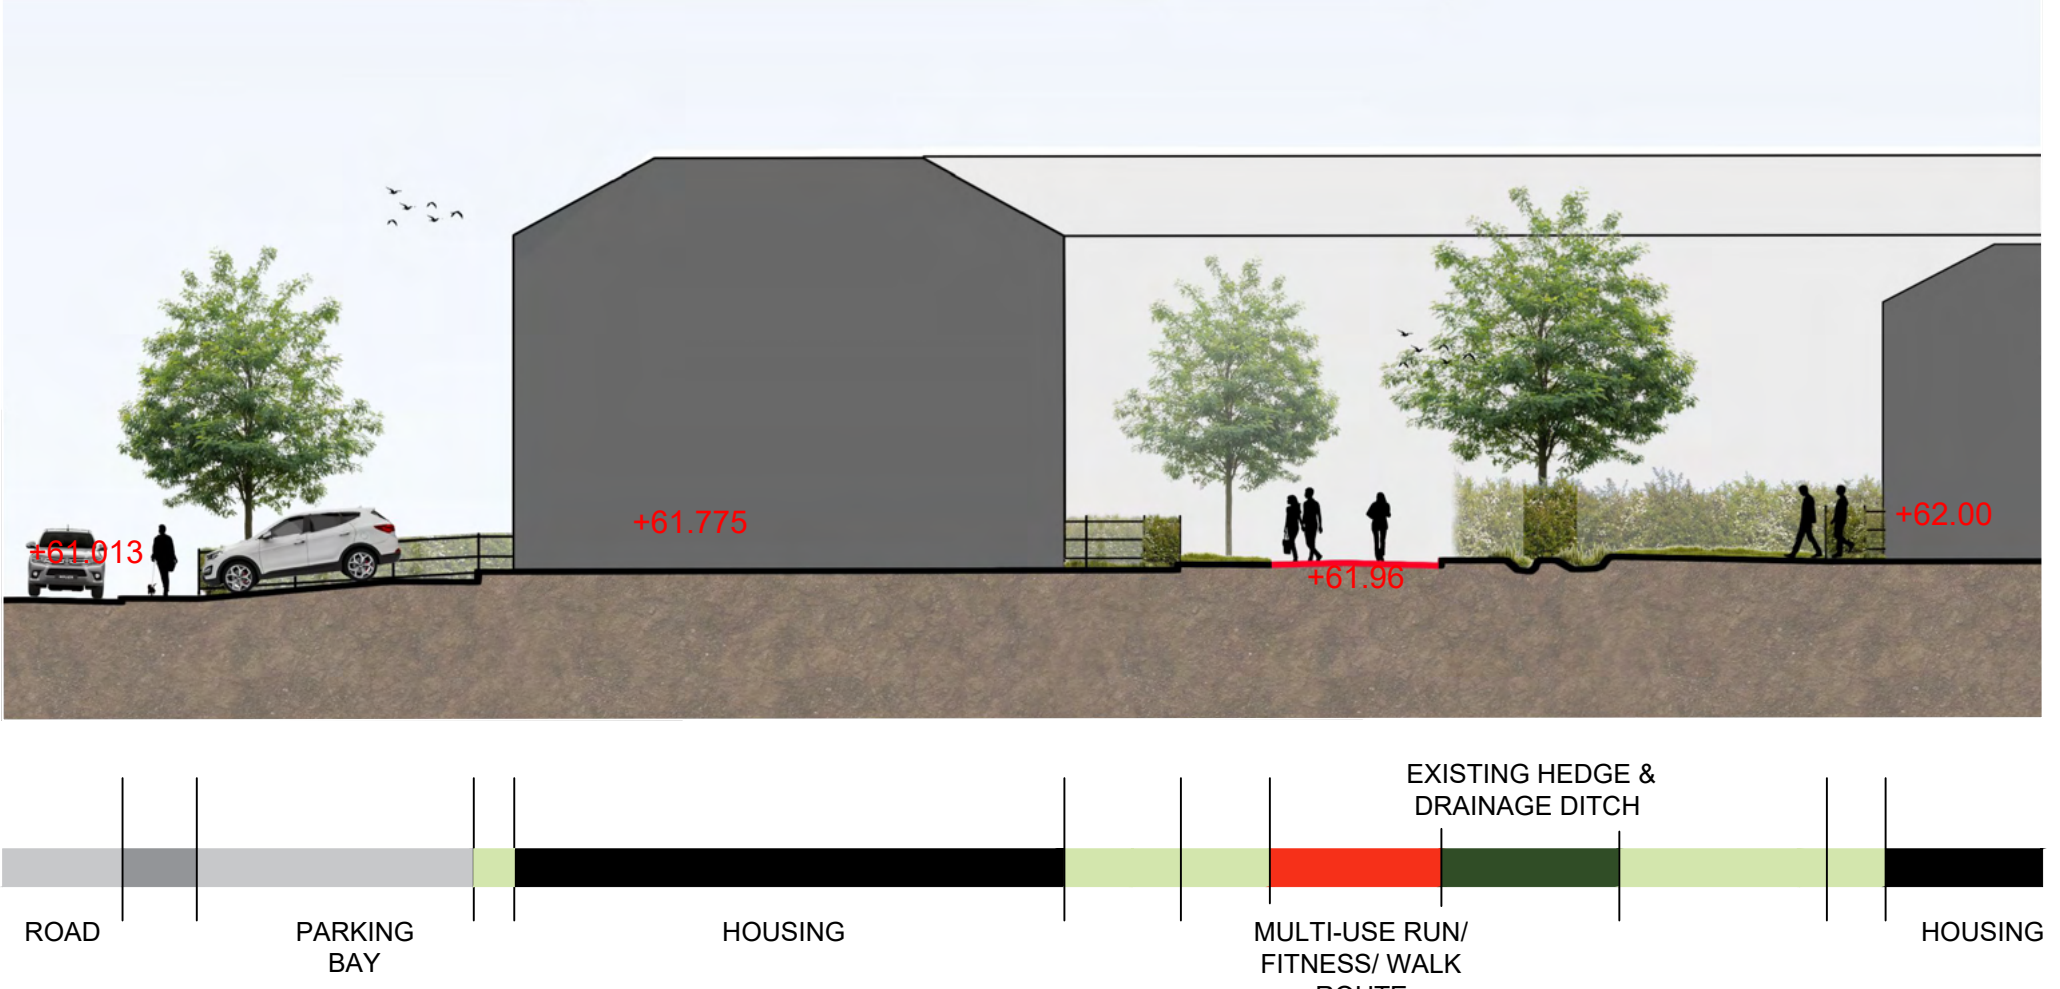 +61.013
+61.775
+61.96
+62.00
EXISTING HEDGE &
DRAINAGE DITCH
ROAD
PARKING
BAY
HOUSING
MULTI-USE RUN/
FITNESS/ WALK
ROUTE
HOUSING